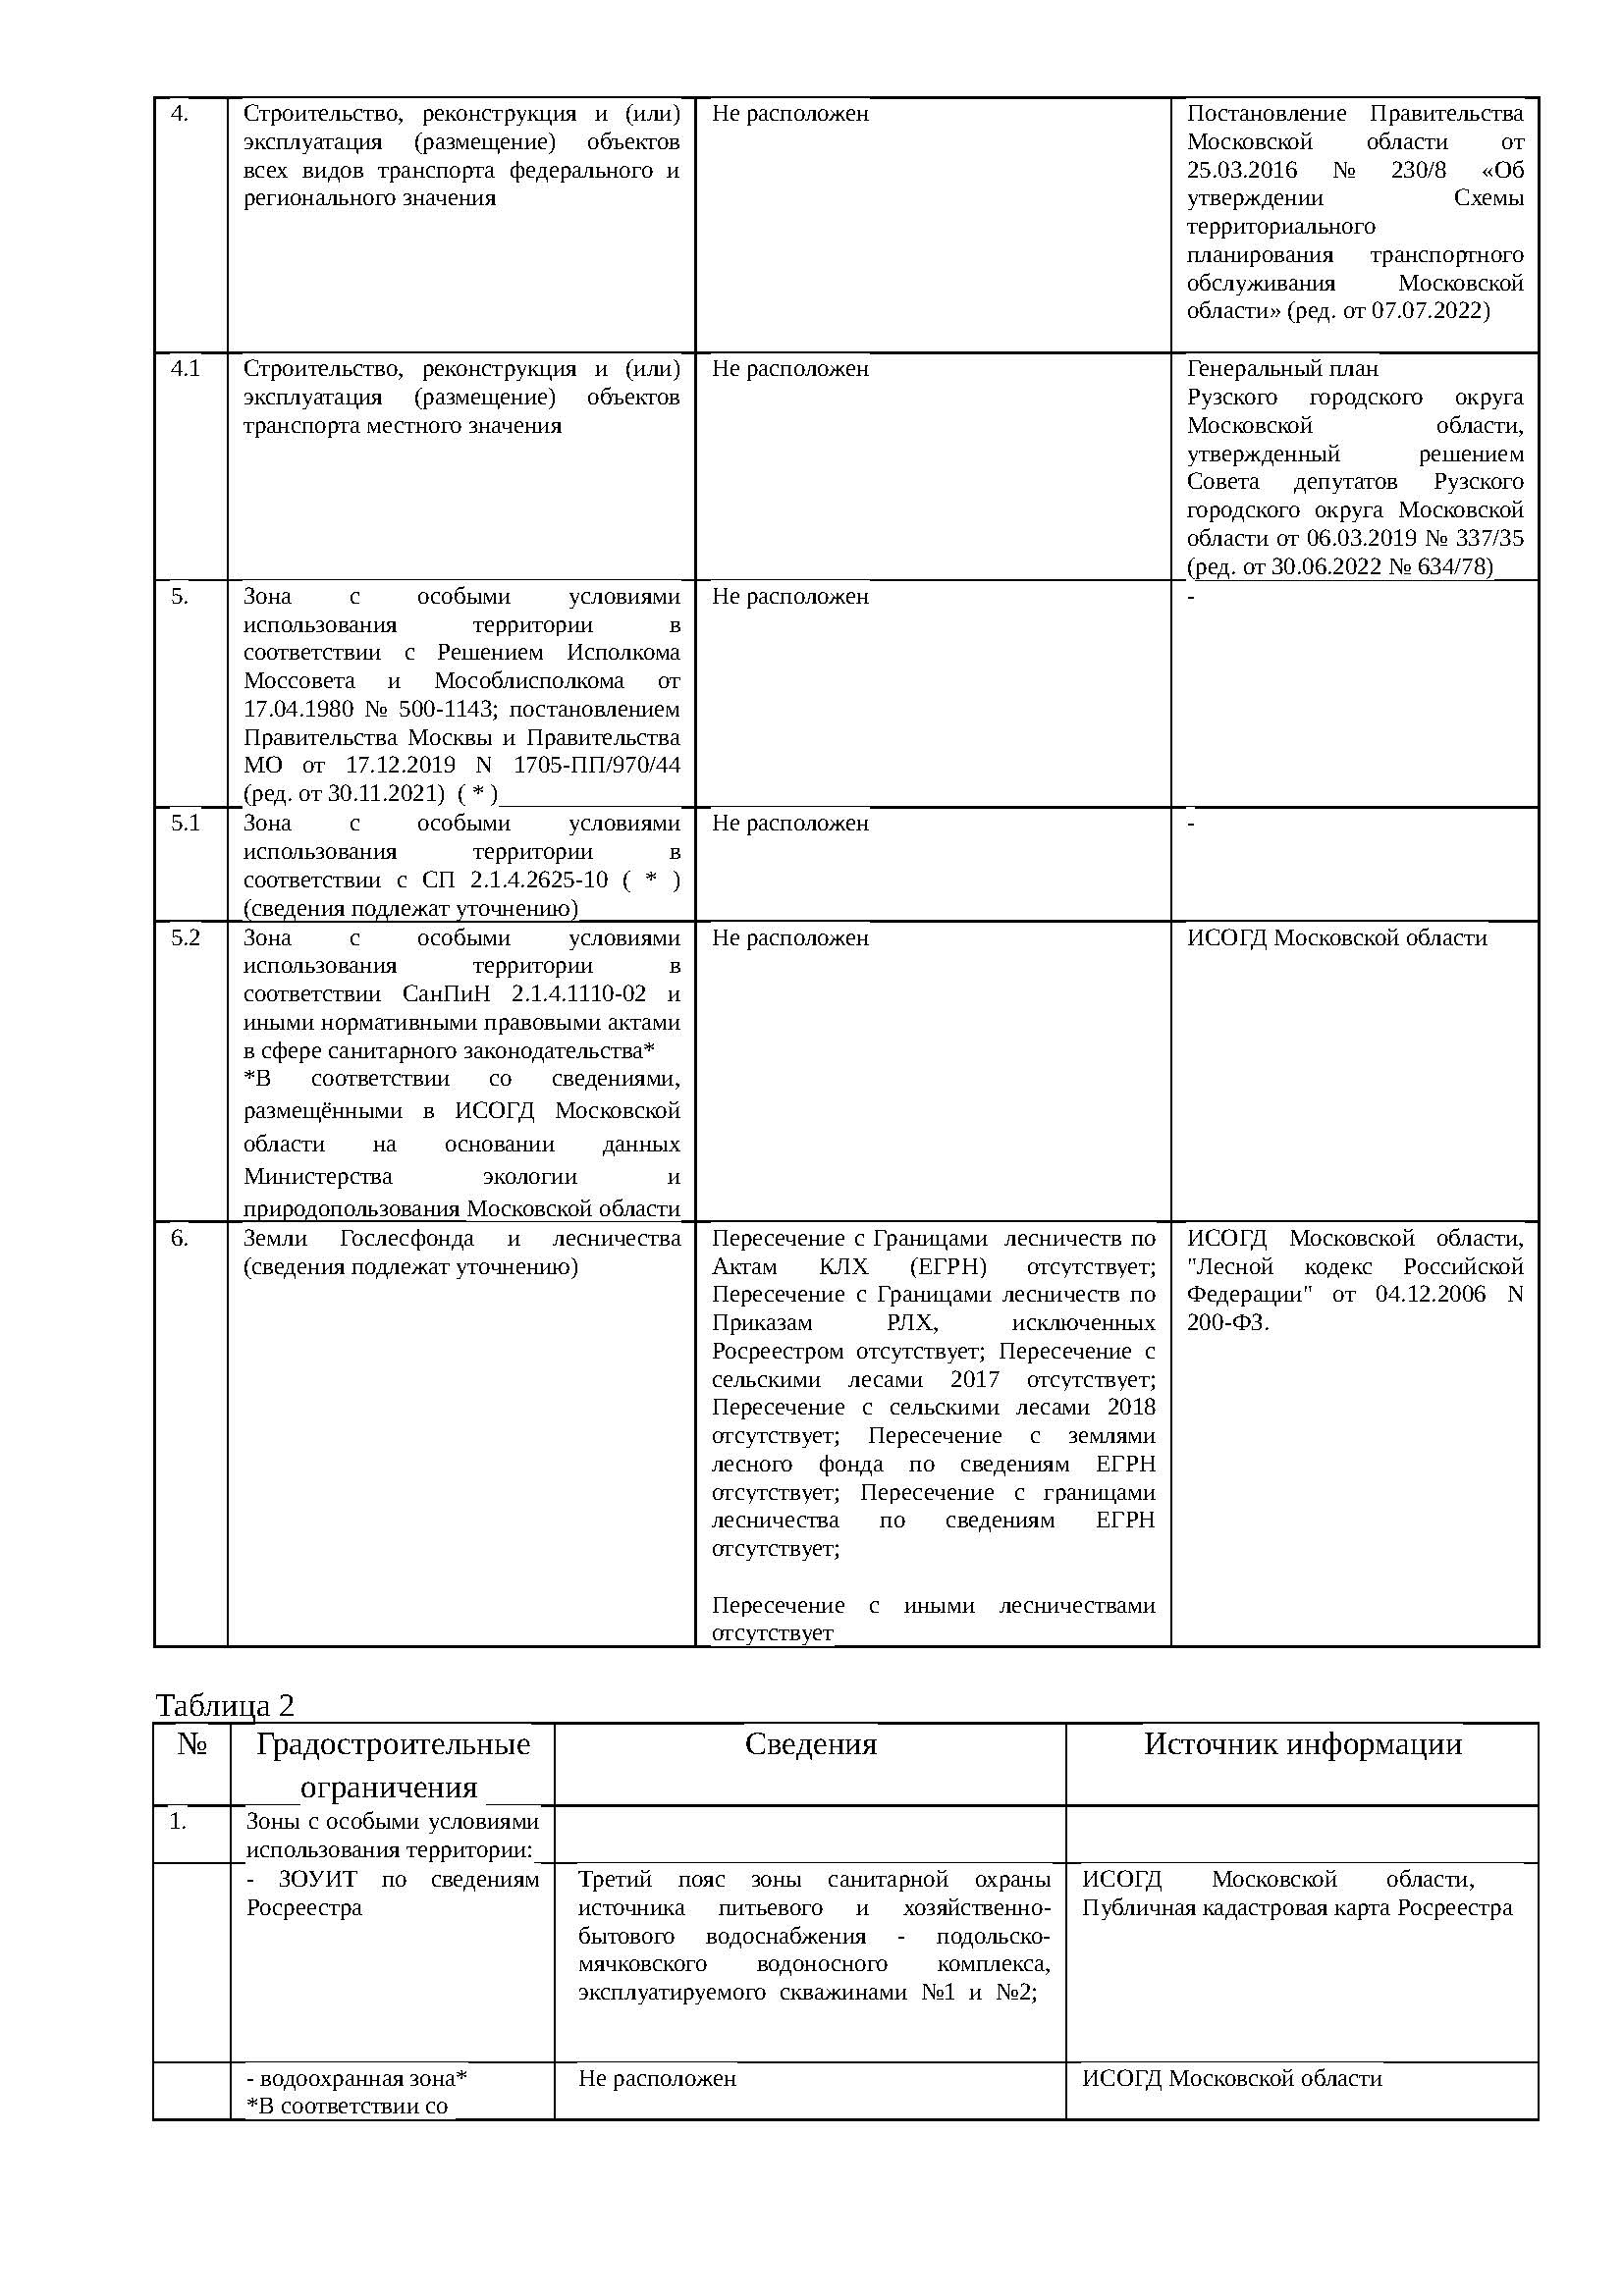 4.
Строительство, реконструкция и (или)
эксплуатация (размещение) объектов
всех видов транспорта федерального и
регионального значения
Не расположен
Постановление Правительства
Московской области от
25.03.2016 № 230/8 «Об
утверждении Схемы
территориального
планирования транспортного
обслуживания Московской
области» (ред. от 07.07.2022)
4.1
Строительство, реконструкция и (или)
эксплуатация (размещение) объектов
транспорта местного значения
Не расположен
Генеральный план
Рузского городского округа
Московской области,
утвержденный решением
Совета депутатов Рузского
городского округа Московской
области от 06.03.2019 № 337/35
(ред. от 30.06.2022 № 634/78)
5.
Зона с особыми условиями
использования территории в
соответствии с Решением Исполкома
Моссовета и Мособлисполкома от
17.04.1980 № 500-1143; постановлением
Правительства Москвы и Правительства
МО от 17.12.2019 N 1705-ПП/970/44
(ред. от 30.11.2021) ( * )
Не расположен
-
5.1
Зона с особыми условиями
использования территории в
соответствии с СП 2.1.4.2625-10 ( * )
(сведения подлежат уточнению)
Не расположен
-
5.2
Зона с особыми условиями
использования территории в
соответствии СанПиН 2.1.4.1110-02 и
иными нормативными правовыми актами
в сфере санитарного законодательства*
*В соответствии со сведениями,
размещёнными в ИСОГД Московской
области на основании данных
Министерства экологии и
природопользования Московской области
Не расположен
ИСОГД Московской области
6.
Земли Гослесфонда и лесничества
(сведения подлежат уточнению)
Пересечение с Границами лесничеств по
Актам КЛХ (ЕГРН) отсутствует;
Пересечение с Границами лесничеств по
Приказам РЛХ, исключенных
Росреестром отсутствует; Пересечение с
сельскими лесами 2017 отсутствует;
Пересечение с сельскими лесами 2018
отсутствует; Пересечение с землями
лесного фонда по сведениям ЕГРН
отсутствует; Пересечение с границами
лесничества по сведениям ЕГРН
отсутствует;
Пересечение с иными лесничествами
отсутствует
ИСОГД Московской области,
"Лесной кодекс Российской
Федерации" от 04.12.2006 N
200-ФЗ.
Таблица 2
№
Градостроительные
ограничения
Сведения
Источник информации
1.
Зоны с особыми условиями
использования территории:
- ЗОУИТ по сведениям
Росреестра
Третий пояс зоны санитарной охраны
источника питьевого и хозяйственно-
бытового водоснабжения - подольско-
мячковского водоносного комплекса,
эксплуатируемого скважинами №1 и №2;
ИСОГД Московской области,
Публичная кадастровая карта Росреестра
- водоохранная зона*
*В соответствии со
Не расположен
ИСОГД Московской области